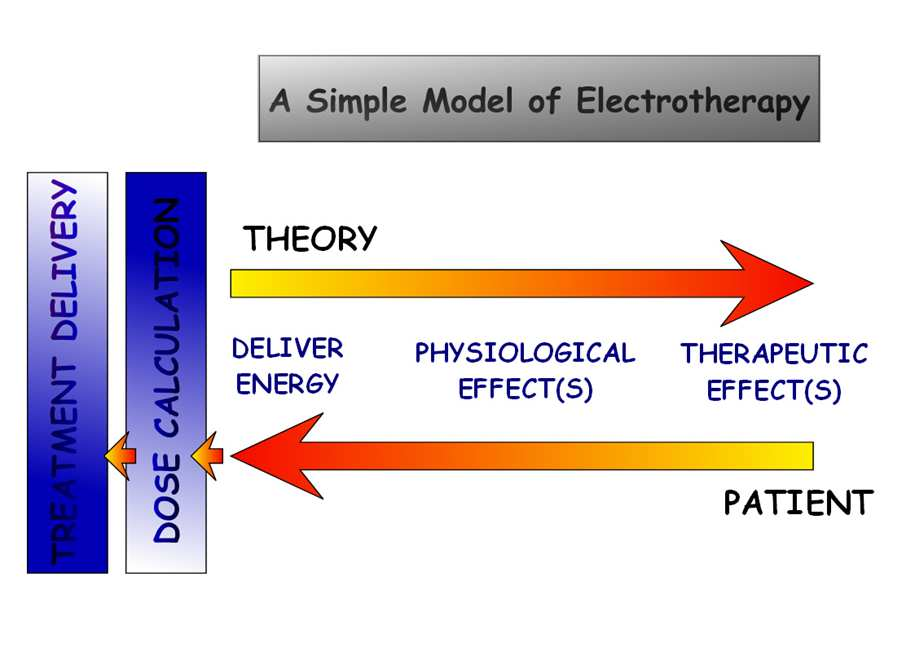 A Simple Model of Electrotherapy
TREATMENT DELIVERY
DOSE CALCULATION
THEORY
DELIVER
ENERGY
PHYSIOLOGICAL
EFFECT(S)
THERAPEUTIC
EFFECT(S)
PATIENT